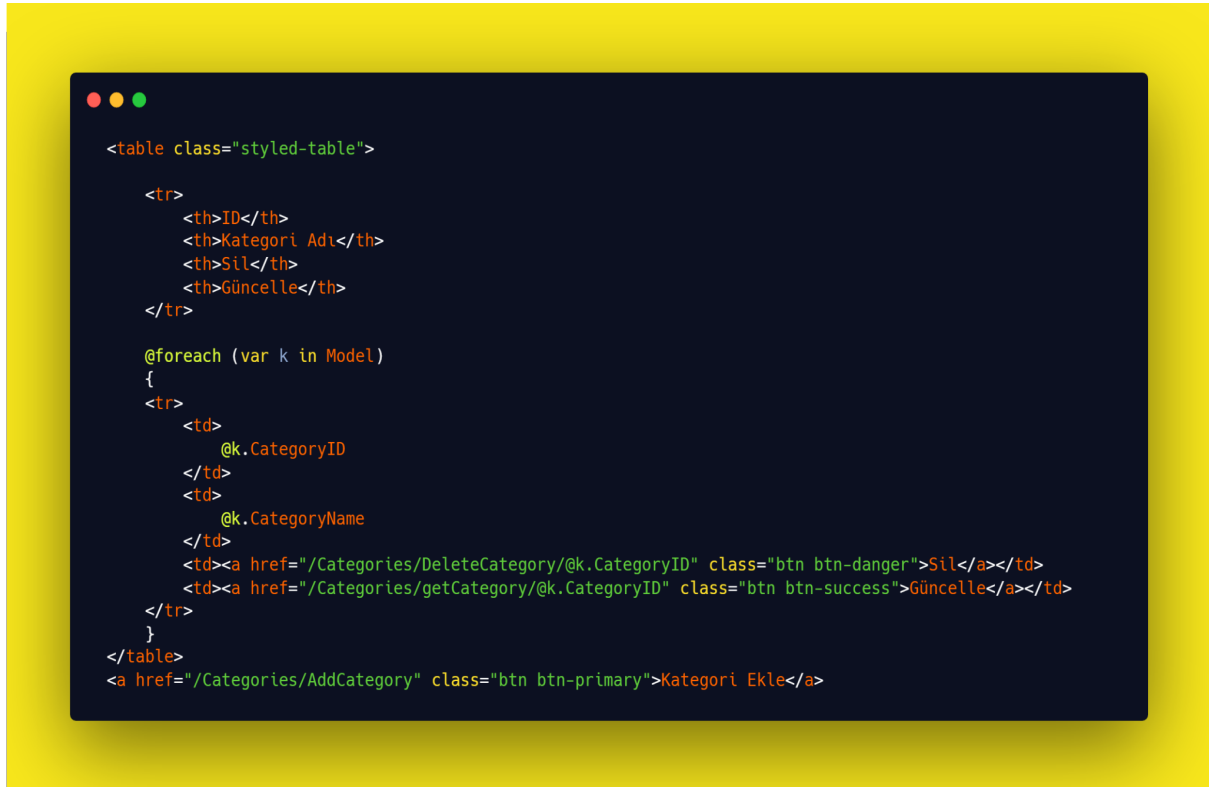 <table class="styled-table">
<tr>
<th>ID</th>
<th>Kategori Adı</th>
<th>Sil</th>
<th>Güncelle</th>
</tr>
@foreach (var k in Model)
{
<tr>
<td>
@k.CategoryID
</td>
<td>
@k.CategoryName
</td>
<td><a href="/Categories/DeleteCategory/@k.CategoryID" class="btn btn-danger">Sil</a></td>
<td><a href="/Categories/getCategory/@k.CategoryID" class="btn btn-success">Güncelle</a></td>
</tr>
}
</table>
<a href="/Categories/AddCategory" class="btn btn-primary">Kategori Ekle</a>